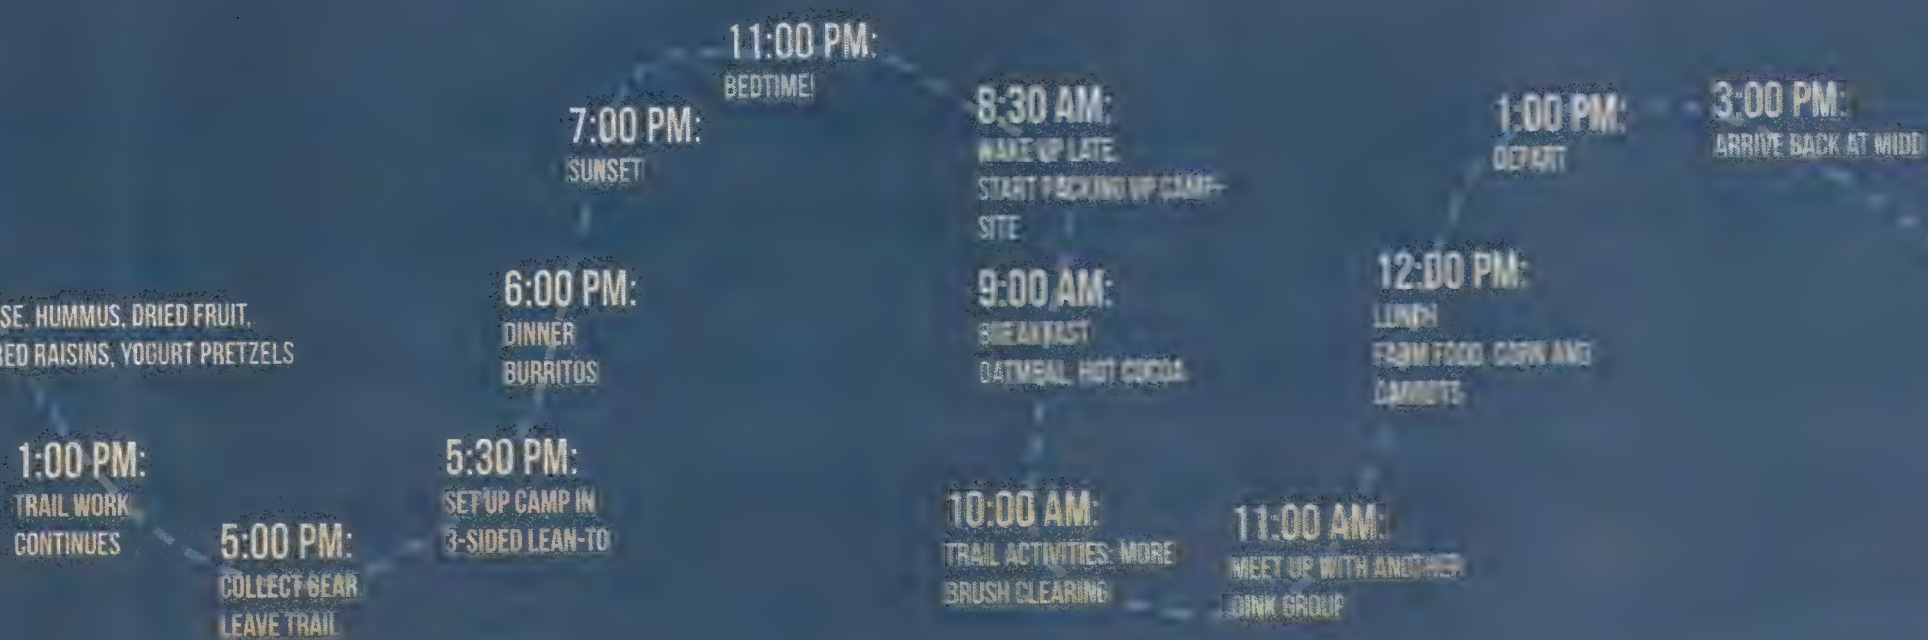 SE, HUMMUS, DRIED FRUIT,
RED RAISINS, YOGURT PRETZELS
1:00 PM:
TRAIL WORK
CONTINUES
5:00 PM:
COLLECT GEAR
LEAVE TRAIL
5:30 PM:
SET UP CAMP IN
3-SIDED LEAN-TO
6:00 PM:
DINNER
BURRITOS
7:00 PM:
SUNSET
11:00 PM:
BEDTIME!
8:30 AM:
WAKE UP LATE
START PACKING UP CAMP-
SITE
9:00 AM:
BREAKFAST
OATMEAL, HOT COCOA
10:00 AM:
TRAIL ACTIVITIES: MORE
BRUSH CLEARING
11:00 AM:
MEET UP WITH ANOTHER
OINK GROUP
12:00 PM:
LUNCH
FARM FOOD, CORN AND
CARROTS
1:00 PM:
DEPART
3:00 PM:
ARRIVE BACK AT MIDD